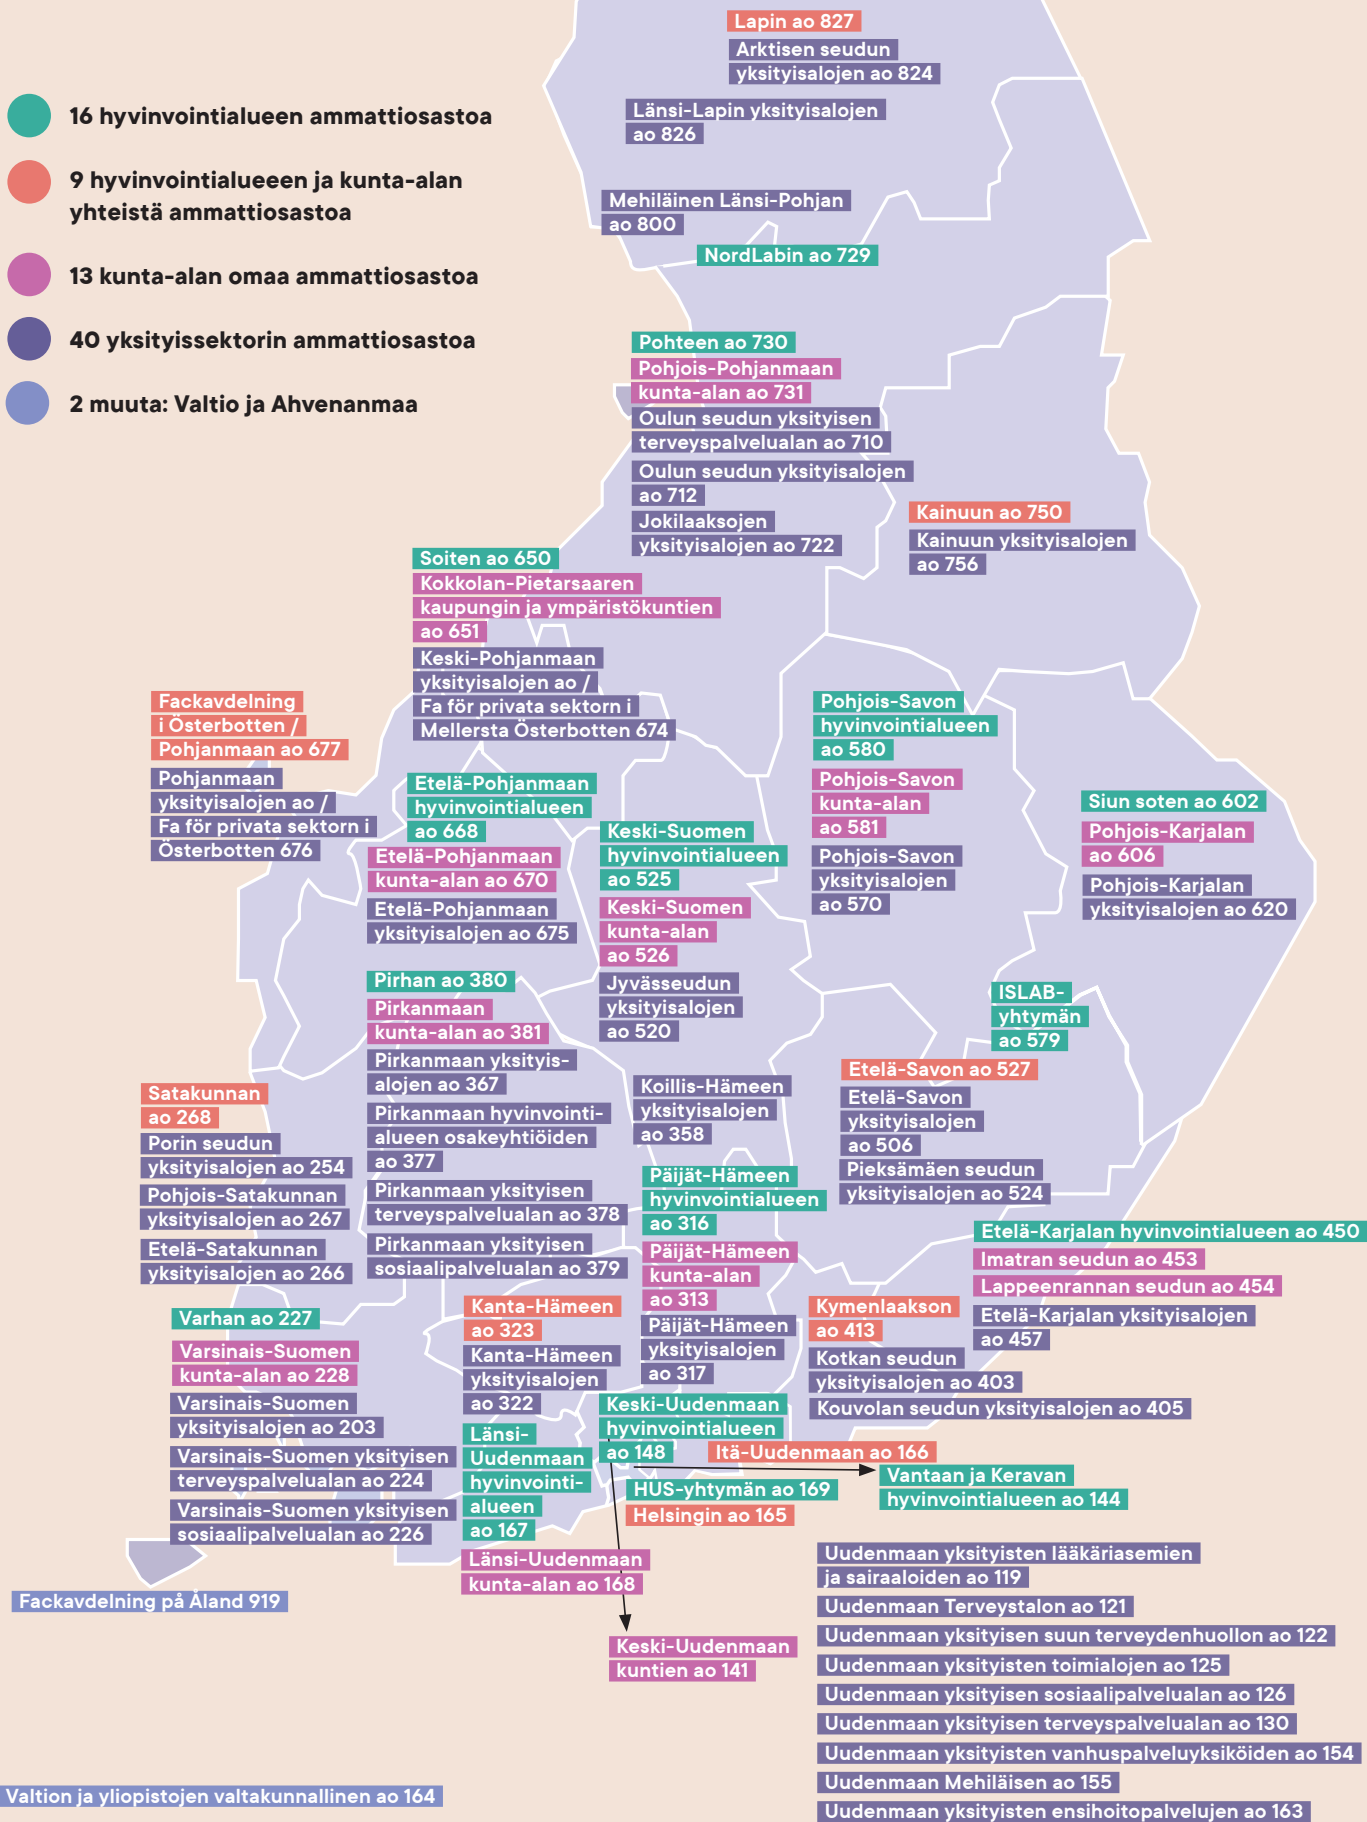 Lapin ao 827
Arktisen seudun
yksityisalojen ao 824
Länsi-Lapin yksityisalojen
ao 826
Mehiläinen Länsi-Pohjan
ao 800
NordLabin ao 729
16 hyvinvointialueen ammattiosastoa
9 hyvinvointialueeen ja kunta-alan
yhteistä ammattiosastoa
13 kunta-alan omaa ammattiosastoa
40 yksityissektorin ammattiosastoa
2 muuta: Valtio ja Ahvenanmaa
Pohteen ao 730
Pohjois-Pohjanmaan
kunta-alan ao 731
Oulun seudun yksityisen
terveyspalvelualan ao 710
Oulun seudun yksityisalojen
ao 712
Jokilaaksojen
yksityisalojen ao 722
Kainuun ao 750
Kainuun yksityisalojen
ao 756
Soiten ao 650
Kokkolan-Pietarsaaren
kaupungin ja ympäristökuntien
ao 651
Keski-Pohjanmaan
yksityisalojen ao /
Fa för privata sektorn i
Mellersta Österbotten 674
Fackavdelning
i Österbotten /
Pohjanmaan ao 677
Pohjanmaan
yksityisalojen ao /
Fa för privata sektorn i
Österbotten 676
Etelä-Pohjanmaan
hyvinvointialueen
ao 668
Etelä-Pohjanmaan
kunta-alan ao 670
Etelä-Pohjanmaan
yksityisalojen ao 675
Keski-Suomen
hyvinvointialueen
ao 525
Keski-Suomen
kunta-alan
ao 526
Jyvässeudun
yksityisalojen
ao 520
Pohjois-Savon
hyvinvointialueen
ao 580
Pohjois-Savon
kunta-alan
ao 581
Pohjois-Savon
yksityisalojen
ao 570
Siun soten ao 602
Pohjois-Karjalan
ao 606
Pohjois-Karjalan
yksityisalojen ao 620
Pirhan ao 380
Pirkanmaan
kunta-alan ao 381
Pirkanmaan yksityis-
alojen ao 367
Pirkanmaan hyvinvointi-
alueen osakeyhtiöiden
ao 377
Pirkanmaan yksityisen
terveyspalvelualan ao 378
Pirkanmaan yksityisen
sosiaalipalvelualan ao 379
ISLAB-
yhtymän
ao 579
Etelä-Savon ao 527
Etelä-Savon
yksityisalojen
ao 506
Pieksämäen seudun
yksityisalojen ao 524
Satakunnan
ao 268
Porin seudun
yksityisalojen ao 254
Pohjois-Satakunnan
yksityisalojen ao 267
Etelä-Satakunnan
yksityisalojen ao 266
Koillis-Hämeen
yksityisalojen
ao 358
Päijät-Hämeen
hyvinvointialueen
ao 316
Päijät-Hämeen
kunta-alan
ao 313
Päijät-Hämeen
yksityisalojen
ao 317
Etelä-Karjalan hyvinvointialueen ao 450
Imatran seudun ao 453
Lappeenrannan seudun ao 454
Etelä-Karjalan yksityisalojen
ao 457
Kymenlaakson
ao 413
Kotkan seudun
yksityisalojen ao 403
Kouvolan seudun yksityisalojen ao 405
Varhan ao 227
Varsinais-Suomen
kunta-alan ao 228
Varsinais-Suomen
yksityisalojen ao 203
Varsinais-Suomen yksityisen
terveyspalvelualan ao 224
Varsinais-Suomen yksityisen
sosiaalipalvelualan ao 226
Kanta-Hämeen
ao 323
Kanta-Hämeen
yksityisalojen
ao 322
Länsi-
Uudenmaan
hyvinvointi-
alueen
ao 167
Länsi-Uudenmaan
kunta-alan ao 168
Keski-Uudenmaan
hyvinvointialueen
ao 148
Itä-Uudenmaan ao 166
Vantaan ja Keravan
hyvinvointialueen ao 144
HUS-yhtymän ao 169
Helsingin ao 165
Keski-Uudenmaan
kuntien ao 141
Fackavdelning på Åland 919
Uudenmaan yksityisten lääkäriasemien
ja sairaaloiden ao 119
Uudenmaan Terveystalon ao 121
Uudenmaan yksityisen suun terveydenhuollon ao 122
Uudenmaan yksityisten toimialojen ao 125
Uudenmaan yksityisen sosiaalipalvelualan ao 126
Uudenmaan yksityisen terveyspalvelualan ao 130
Uudenmaan yksityisten vanhuspalveluyksiköiden ao 154
Uudenmaan Mehiläisen ao 155
Uudenmaan yksityisten ensihoitopalvelujen ao 163
Valtion ja yliopistojen valtakunnallinen ao 164